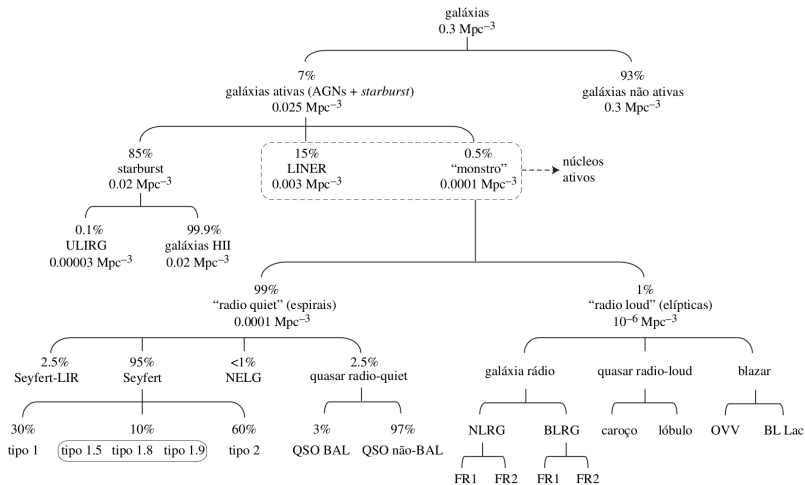 galáxias
0.3 Mpc⁻³
7%
galáxias ativas (AGNs + starburst)
0.025 Mpc⁻³
93%
galáxias não ativas
0.3 Mpc⁻³
85%
starburst
0.02 Mpc⁻³
15%
LINER
0.003 Mpc⁻³
0.5%
“monstro”
0.0001 Mpc⁻³
núcleos
ativos
0.1%
ULIRG
0.00003 Mpc⁻³
99.9%
galáxias HII
0.02 Mpc⁻³
99%
“radio quiet” (espirais)
0.0001 Mpc⁻³
1%
“radio loud” (elípticas)
10⁻⁶ Mpc⁻³
2.5%
Seyfert-LIR
95%
Seyfert
<1%
NELG
2.5%
quasar radio-quiet
galáxia rádio
quasar radio-loud
blazar
30%
tipo 1
10%
tipo 1.5 tipo 1.8 tipo 1.9
60%
tipo 2
3%
QSO BAL
97%
QSO não-BAL
NLRG
BLRG
caroço
lóbulo
OVV
BL Lac
FR1
FR2
FR1
FR2